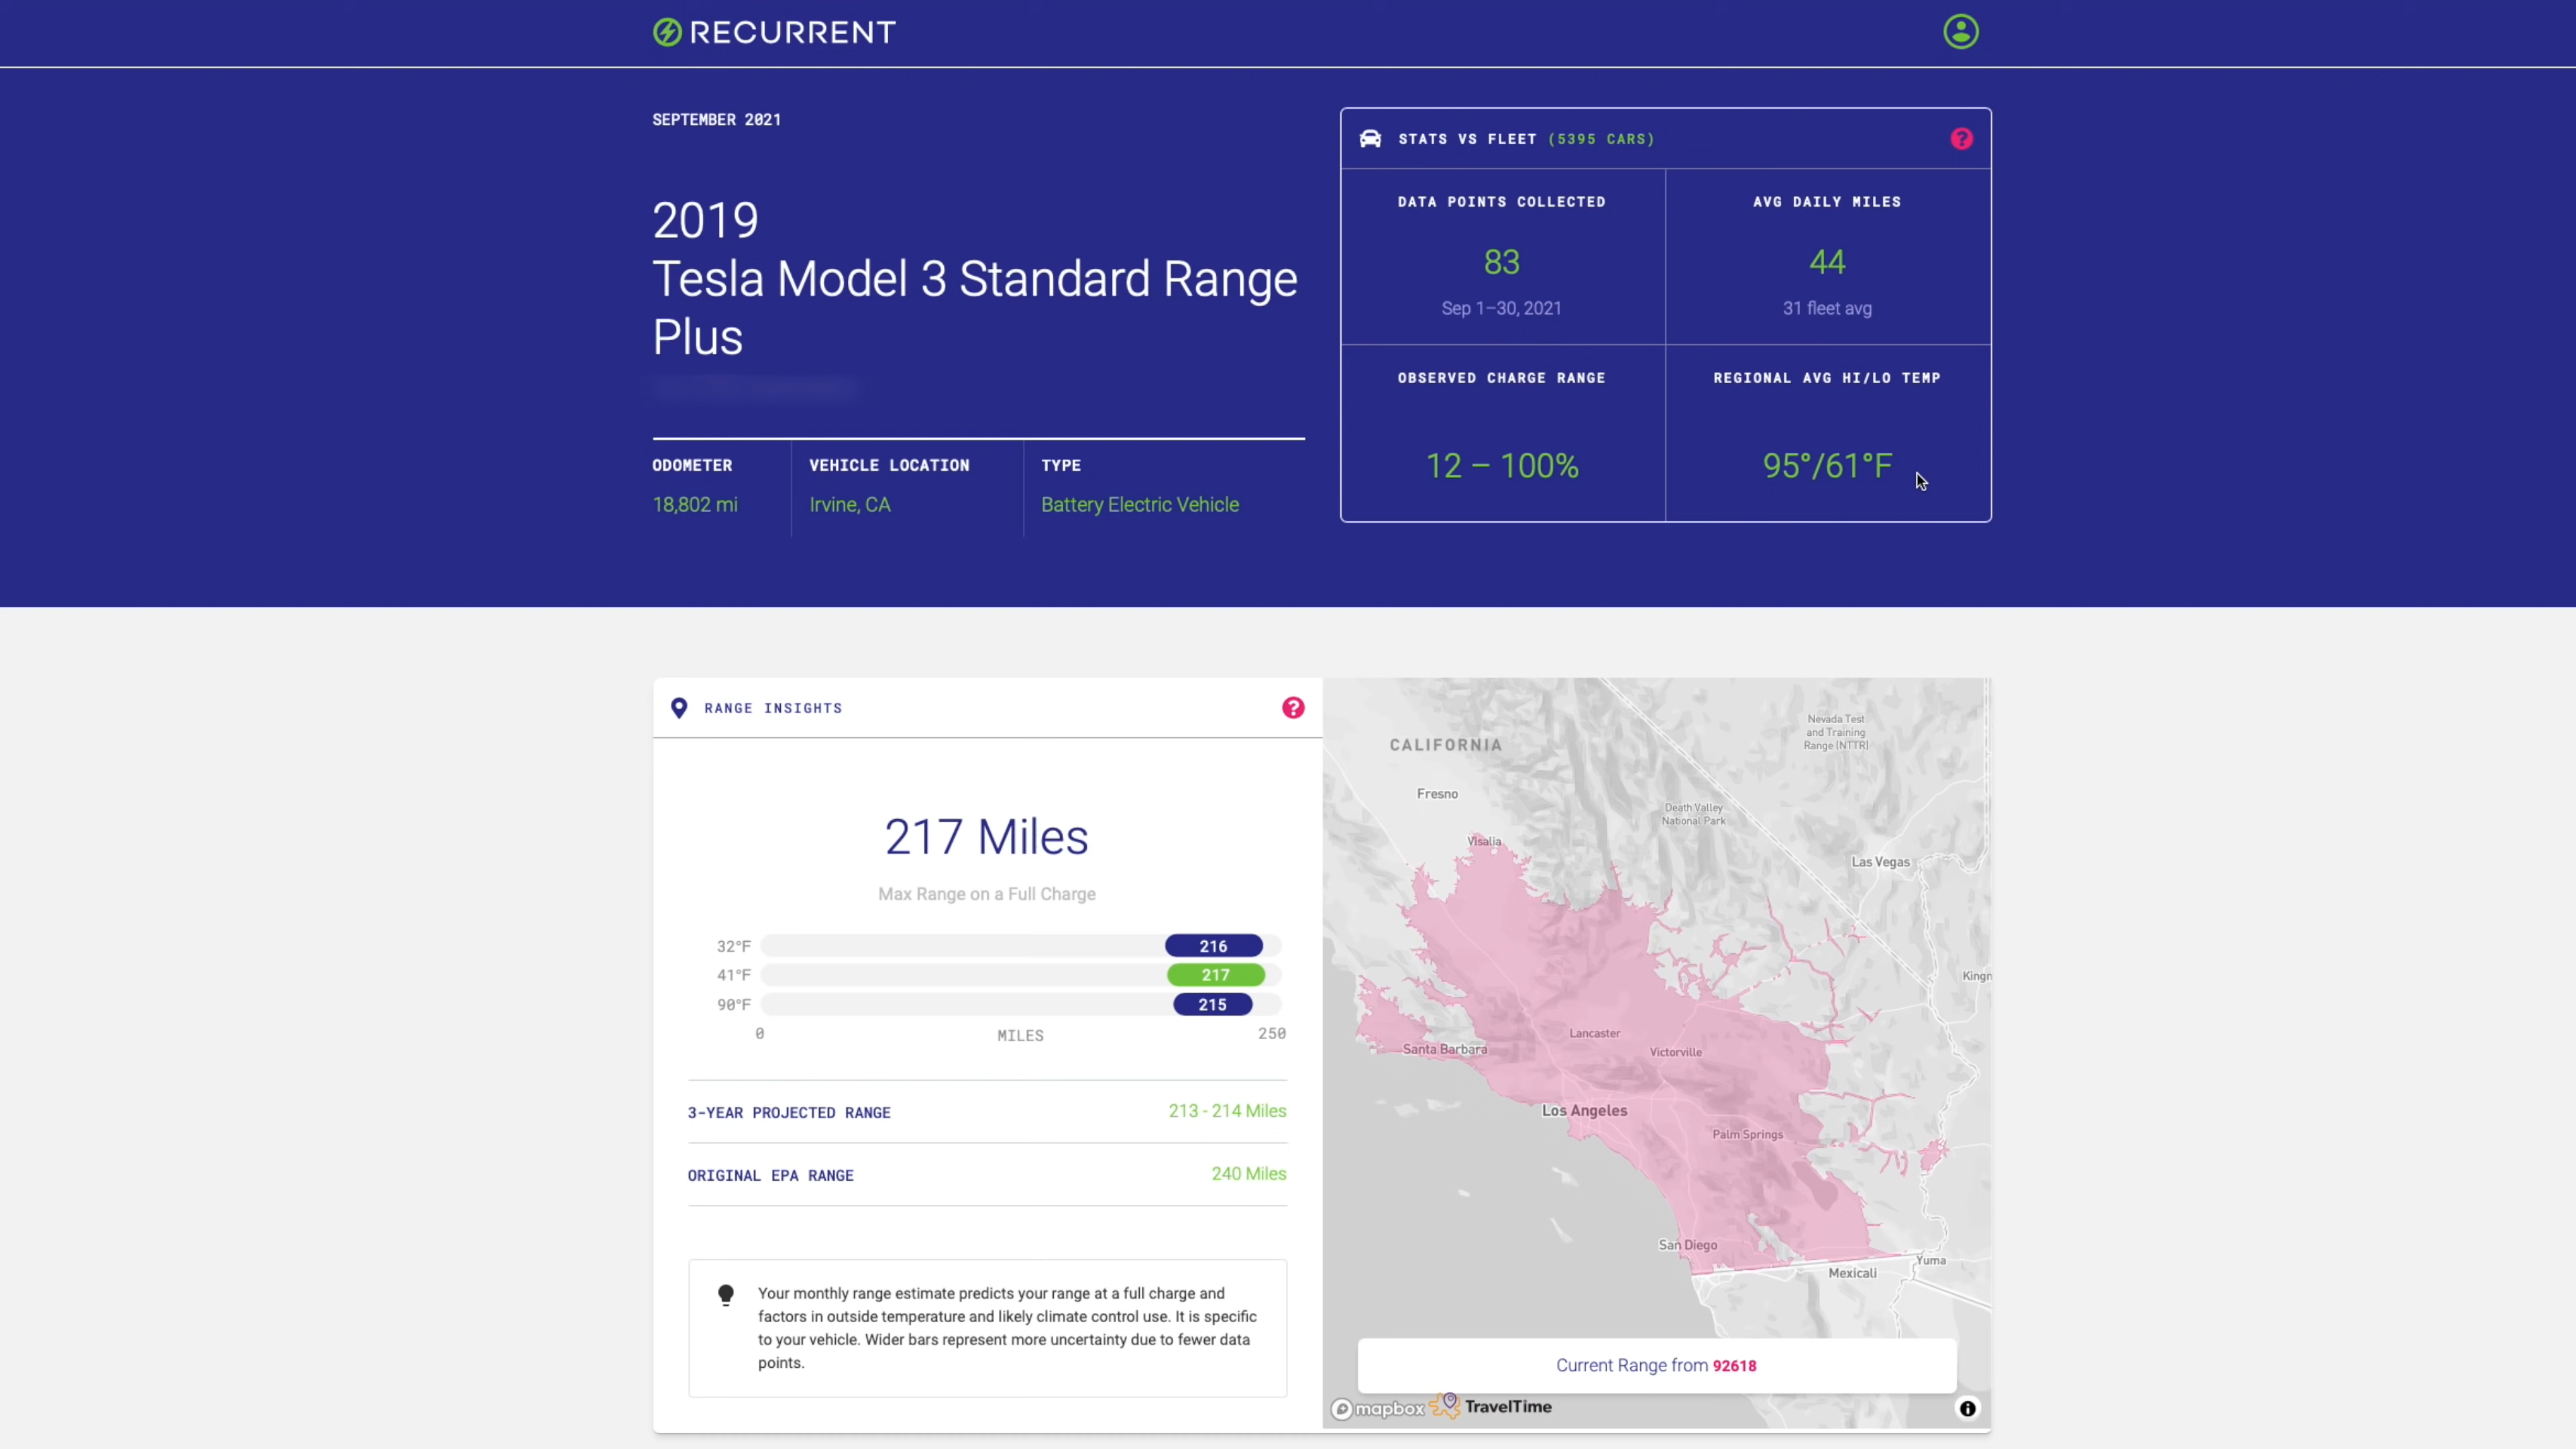 RECURRENT
SEPTEMBER 2021
2019
Tesla Model 3 Standard Range
Plus
ODOMETER
18,802 mi
VEHICLE LOCATION
Irvine, CA
TYPE
Battery Electric Vehicle
STATS VS FLEET (5395 CARS)
?
DATA POINTS COLLECTED
83
Sep 1–30, 2021
AVG DAILY MILES
44
31 fleet avg
OBSERVED CHARGE RANGE
12 – 100%
REGIONAL AVG HI/LO TEMP
95°/61°F
RANGE INSIGHTS
?
217 Miles
Max Range on a Full Charge
32°F 216
41°F 217
90°F 215
0 MILES 250
3-YEAR PROJECTED RANGE 213 - 214 Miles
ORIGINAL EPA RANGE 240 Miles
Your monthly range estimate predicts your range at a full charge and
factors in outside temperature and likely climate control use. It is specific
to your vehicle. Wider bars represent more uncertainty due to fewer data
points.
Nevada Test
and Training
Range [NTTR]
CALIFORNIA
Fresno
Death Valley
National Park
Visalia
Las Vegas
Kingn
Lancaster
Santa Barbara
Victorville
Los Angeles
Palm Springs
San Diego
Yuma
Mexicali
Current Range from 92618
mapbox
TravelTime
i